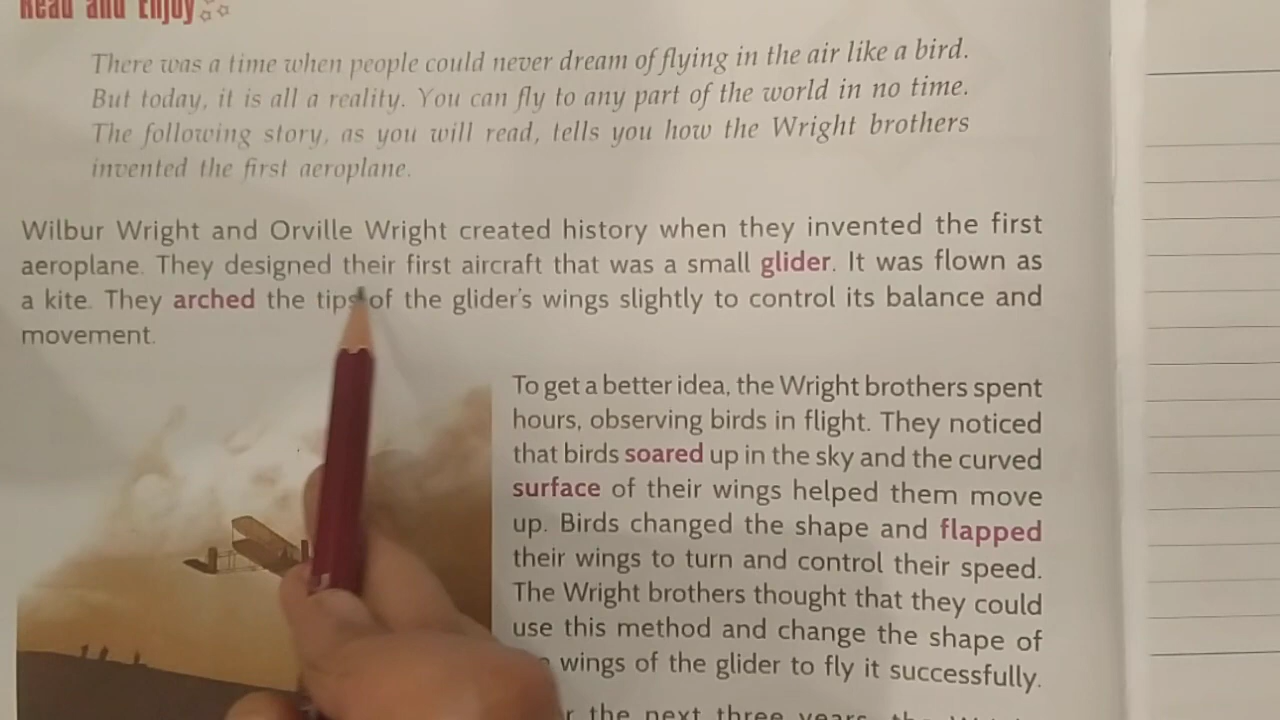 Read and Enjoy
There was a time when people could never dream of flying in the air like a bird.
But today, it is all a reality. You can fly to any part of the world in no time.
The following story, as you will read, tells you how the Wright brothers
invented the first aeroplane.
Wilbur Wright and Orville Wright created history when they invented the first
aeroplane. They designed their first aircraft that was a small glider. It was flown as
a kite. They arched the tips of the glider's wings slightly to control its balance and
movement.
To get a better idea, the Wright brothers spent
hours, observing birds in flight. They noticed
that birds soared up in the sky and the curved
surface of their wings helped them move
up. Birds changed the shape and flapped
their wings to turn and control their speed.
The Wright brothers thought that they could
use this method and change the shape of
wings of the glider to fly it successfully.
the next three years, the